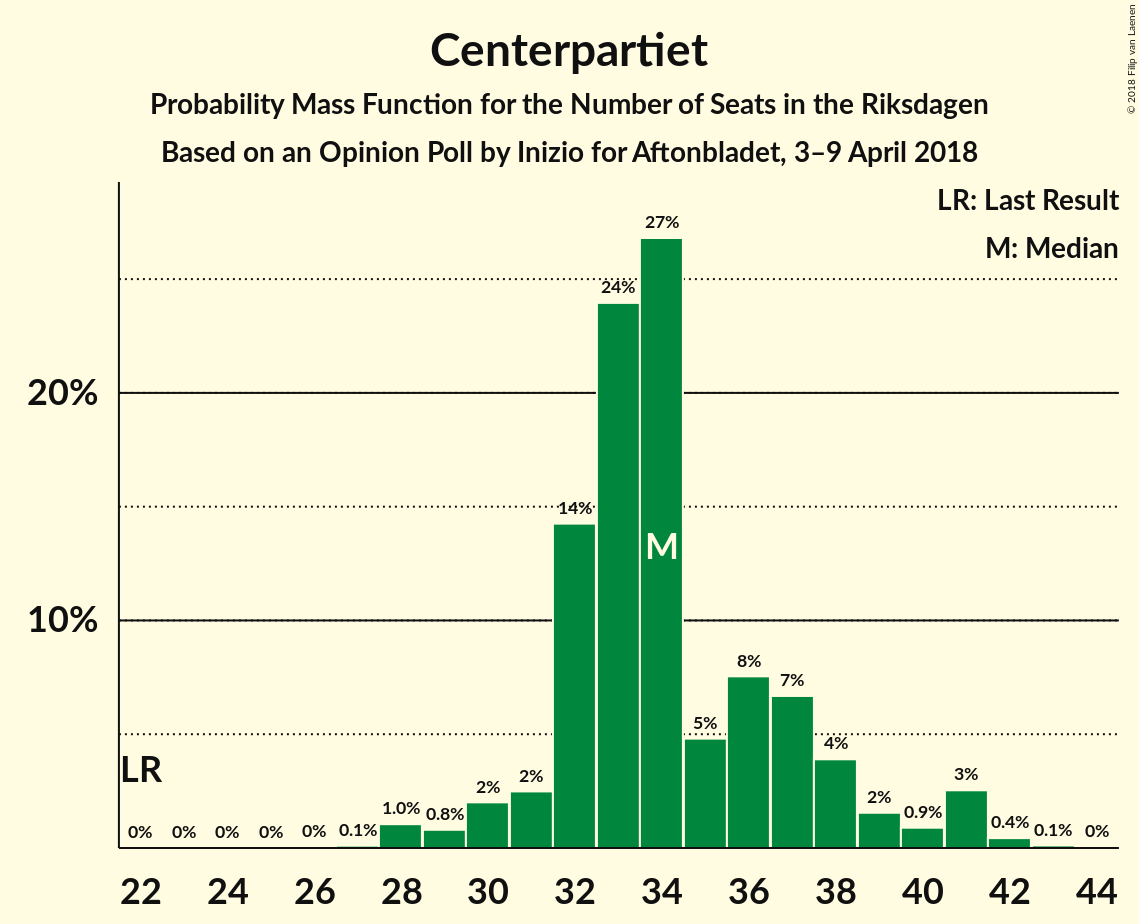 Centerpartiet
Probability Mass Function for the Number of Seats in the Riksdagen
Based on an Opinion Poll by Inizio for Aftonbladet, 3–9 April 2018
© 2018 Filip van Laenen
LR: Last Result
M: Median
27%
24%
20%
14%
M
10%
8%
7%
5%
4%
LR
3%
2%
2%
2%
1.0%
0.8%
0.9%
0.4%
0.1%
0.1%
0%
0%
0%
0%
0%
0%
22 24 26 28 30 32 34 36 38 40 42 44